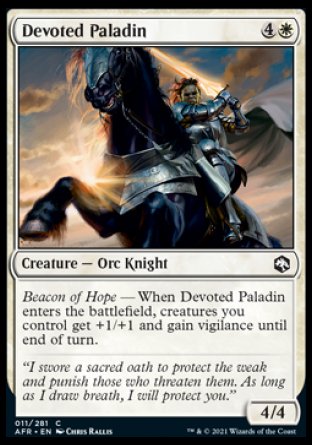 Devoted Paladin 4
Creature — Orc Knight
Beacon of Hope — When Devoted Paladin
enters the battlefield, creatures you
control get +1/+1 and gain vigilance until
end of turn.
“I swore a sacred oath to protect the weak
and punish those who threaten them. As long
as I draw breath, I will protect you.”
4/4
011/281 C
AFR • EN Chris Rallis
™ & © 2021 Wizards of the Coast